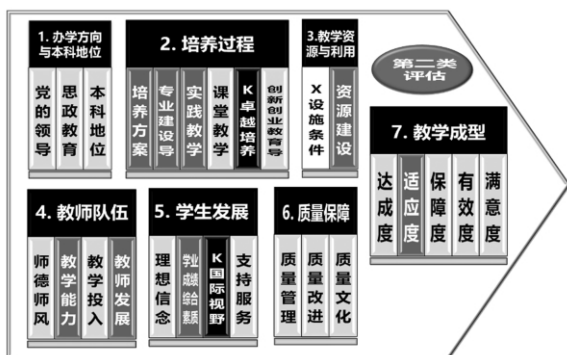 1. 办学方向
与本科地位
党的领导
思政教育
本科地位
2. 培养过程
培养方案
专业建设导
实践教学
课堂教学
K卓越培养
创新创业教育导
3.教学资
源与利用
X设施条件
资源建设
第二类
评估
4. 教师队伍
师德师风
教学能力
教学投入
教师发展
5. 学生发展
理想信念
学业
成绩
综合
素质
K国际视野
支持服务
6. 质量保障
质量管理
质量改进
质量文化
7. 教学成型
达成度
适应度
保障度
有效度
满意度